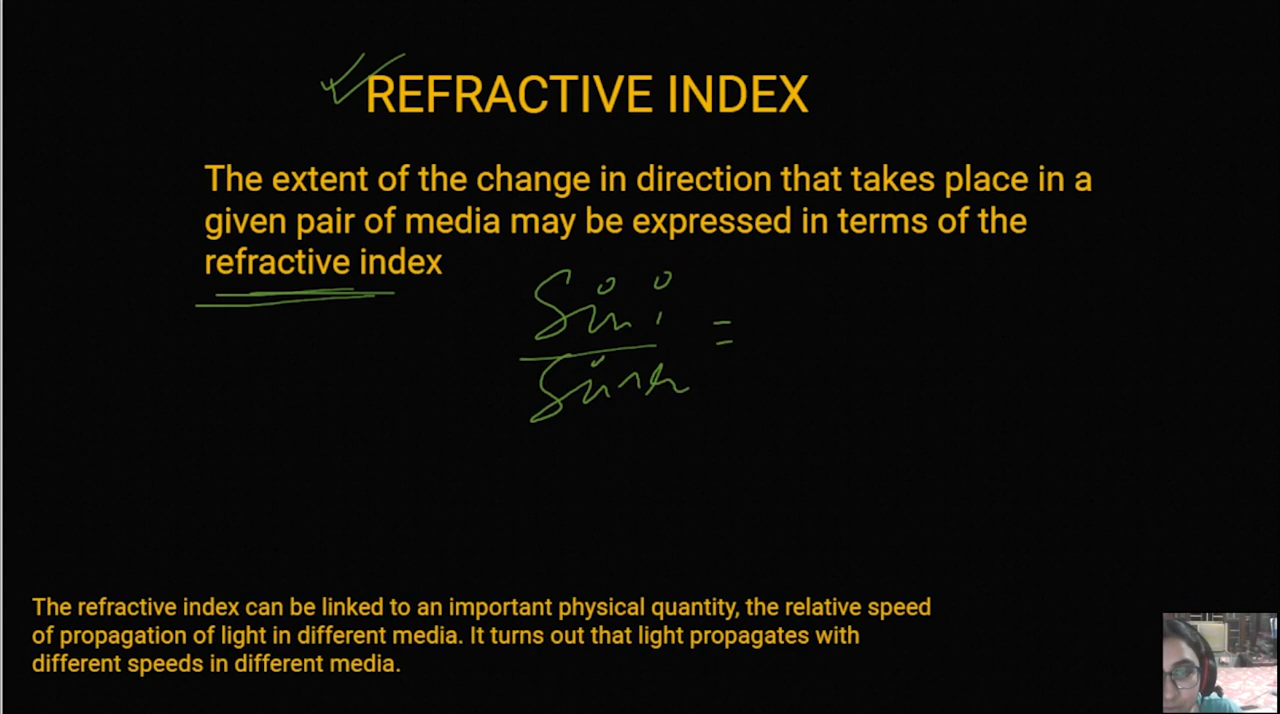 REFRACTIVE INDEX
The extent of the change in direction that takes place in a
given pair of media may be expressed in terms of the
refractive index
Sin i =
Sin r
The refractive index can be linked to an important physical quantity, the relative speed
of propagation of light in different media. It turns out that light propagates with
different speeds in different media.